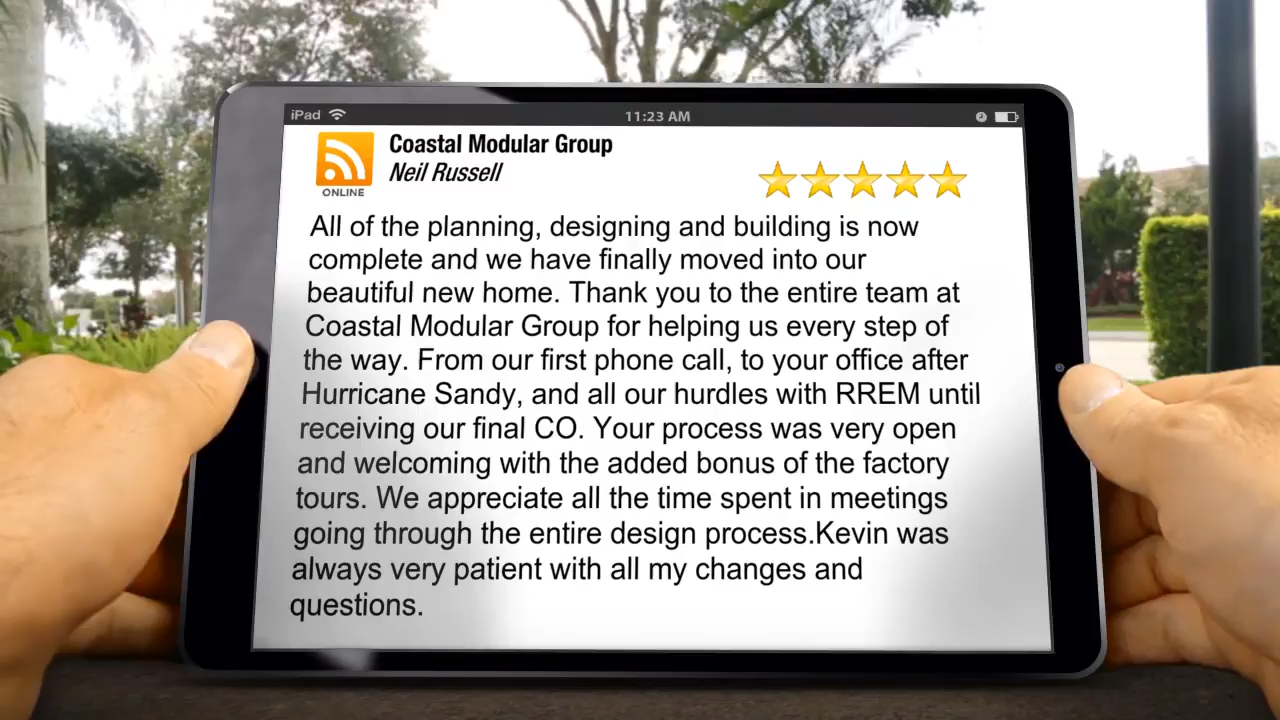 iPad
11:23 AM
Coastal Modular Group
Neil Russell
ONLINE
All of the planning, designing and building is now
complete and we have finally moved into our
beautiful new home. Thank you to the entire team at
Coastal Modular Group for helping us every step of
the way. From our first phone call, to your office after
Hurricane Sandy, and all our hurdles with RREM until
receiving our final CO. Your process was very open
and welcoming with the added bonus of the factory
tours. We appreciate all the time spent in meetings
going through the entire design process.Kevin was
always very patient with all my changes and
questions.